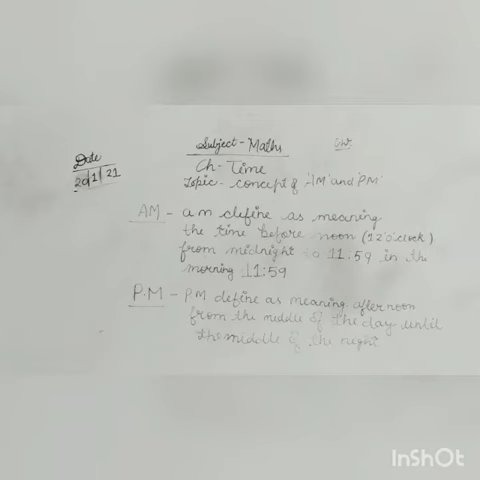 Date
20/1/21
Subject - Maths
C.W.
Ch - Time
Topic - concept of 'AM' and 'PM'
AM - a m define as meaning
the time before noon (12'o'clock)
from midnight to 11:59 in the
morning 11:59
P.M - P.M define as meaning afternoon
from the middle of the day until
the middle of the night
InShOt